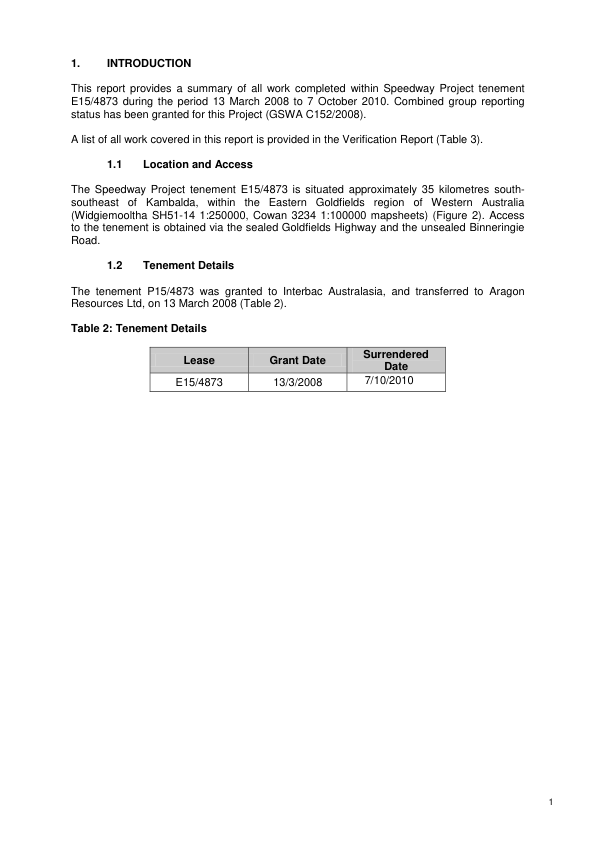 1. INTRODUCTION
This report provides a summary of all work completed within Speedway Project tenement
E15/4873 during the period 13 March 2008 to 7 October 2010. Combined group reporting
status has been granted for this Project (GSWA C152/2008).
A list of all work covered in this report is provided in the Verification Report (Table 3).
1.1 Location and Access
The Speedway Project tenement E15/4873 is situated approximately 35 kilometres south-
southeast of Kambalda, within the Eastern Goldfields region of Western Australia
(Widgiemooltha SH51-14 1:250000, Cowan 3234 1:100000 mapsheets) (Figure 2). Access
to the tenement is obtained via the sealed Goldfields Highway and the unsealed Binneringie
Road.
1.2 Tenement Details
The tenement P15/4873 was granted to Interbac Australasia, and transferred to Aragon
Resources Ltd, on 13 March 2008 (Table 2).
Table 2: Tenement Details
Lease Grant Date Surrendered
Date
E15/4873 13/3/2008 7/10/2010
1